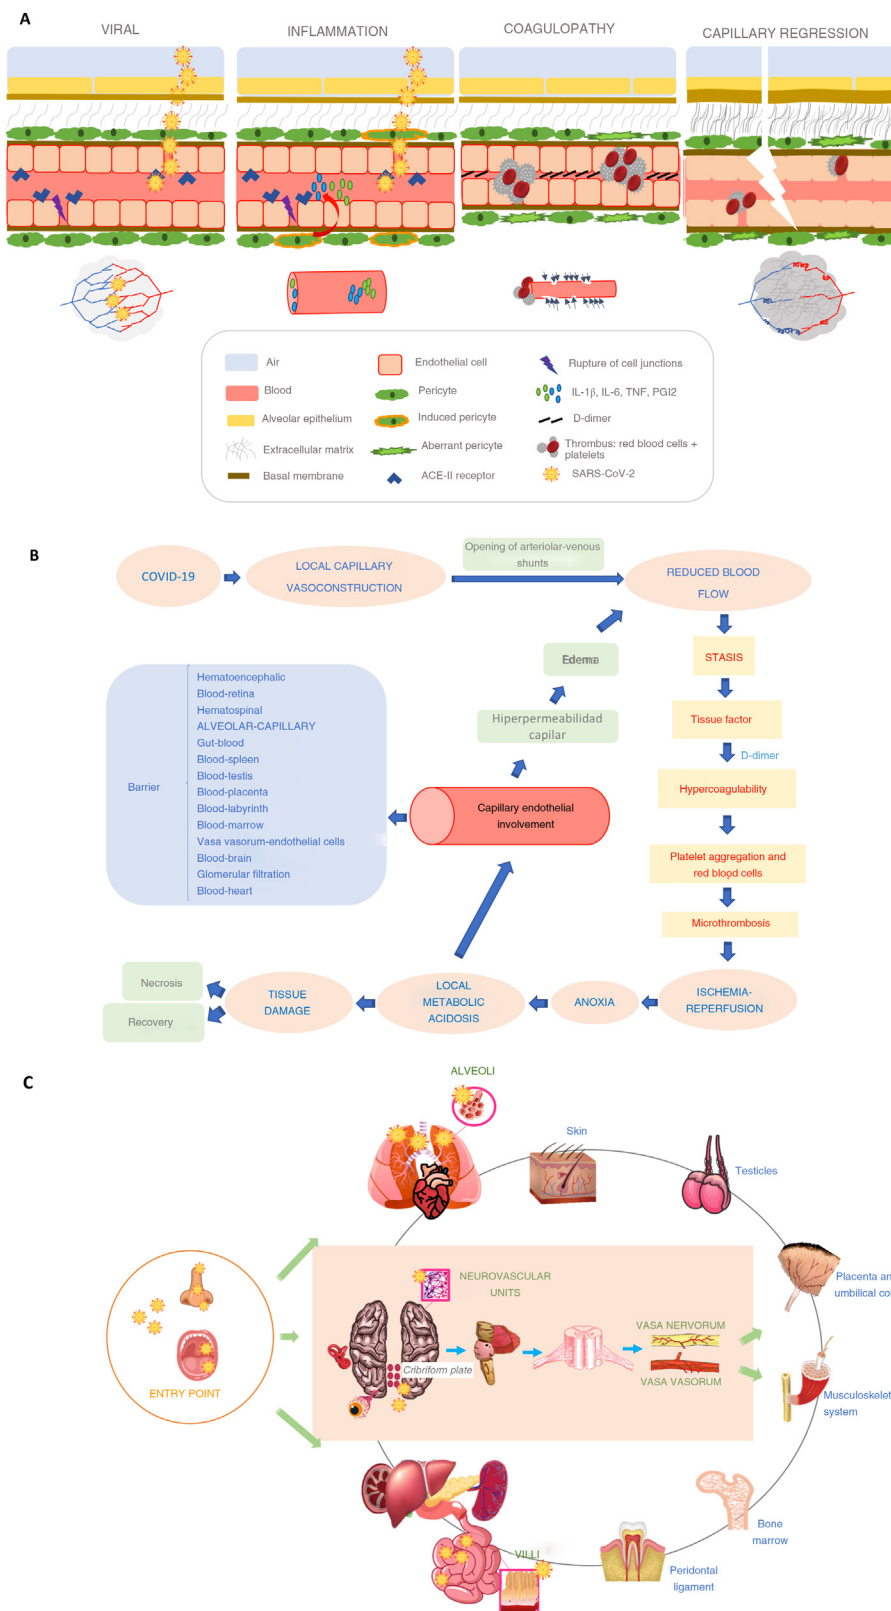 A
VIRAL
INFLAMMATION
COAGULOPATHY
CAPILLARY REGRESSION
Air
Blood
Alveolar epithelium
Extracellular matrix
Basal membrane
Endothelial cell
Pericyte
Induced pericyte
Aberrant pericyte
ACE-II receptor
Rupture of cell junctions
IL-1β, IL-6, TNF, PGI2
D-dimer
Thrombus: red blood cells +
platelets
SARS-CoV-2
B
COVID-19
LOCAL CAPILLARY
VASOCONSTRUCTION
Opening of arteriolar-venous
shunts
REDUCED BLOOD
FLOW
STASIS
Tissue factor
D-dimer
Hypercoagulability
Platelet aggregation and
red blood cells
Microthrombosis
ISCHEMIA-
REPERFUSION
ANOXIA
LOCAL
METABOLIC
ACIDOSIS
TISSUE
DAMAGE
Necrosis
Recovery
Edema
Hiperpermeabilidad
capilar
Capillary endothelial
involvement
Barrier
Hematoencephalic
Blood-retina
Hematospinal
ALVEOLAR-CAPILLARY
Gut-blood
Blood-spleen
Blood-testis
Blood-placenta
Blood-labyrinth
Blood-marrow
Vasa vasorum-endothelial cells
Blood-brain
Glomerular filtration
Blood-heart
C
ALVEOLI
Skin
Testicles
Placenta an
umbilical co
Musculoskelet
system
Bone
marrow
Peridontal
ligament
VILLI
ENTRY POINT
NEUROVASCULAR
UNITS
Cribriform plate
VASA NERVORUM
VASA VASORUM